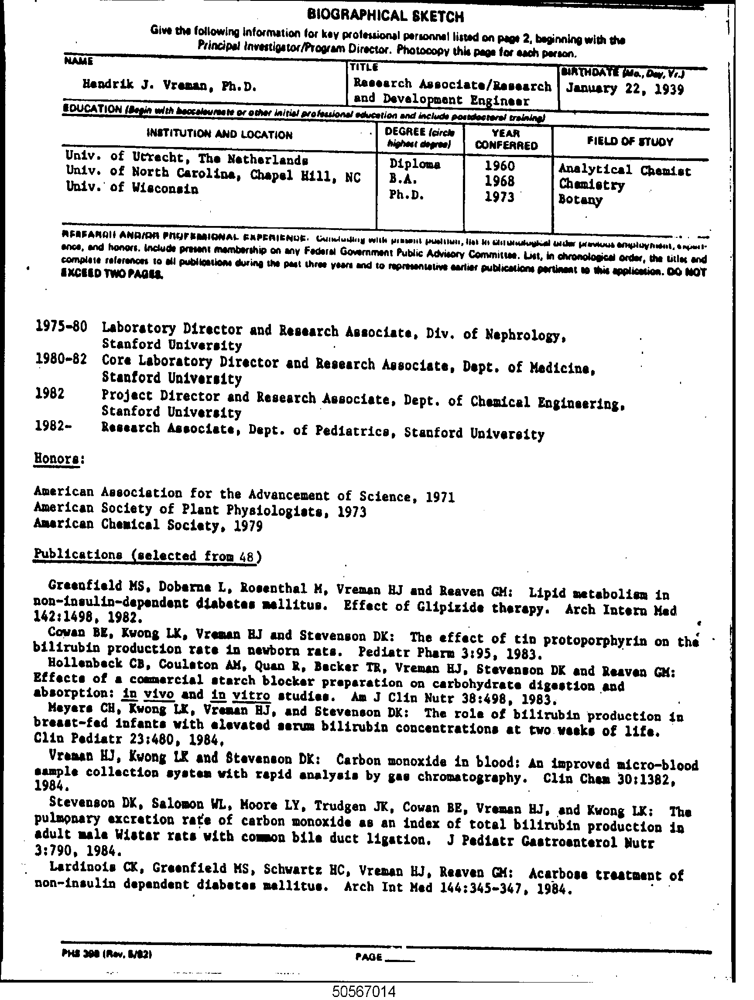 BIOGRAPHICAL SKETCH
Give the following information for key professional personnel listed on page 2, beginning with the
Principal Investigator/Program Director. Photocopy this page for each person.
NAME
TITLE
BIRTHDATE (Mo., Day, Yr.)
Hendrik J. Vreman, Ph.D.
Research Associate/Research
and Development Engineer
January 22, 1939
EDUCATION (Begin with baccalaureate or other initial professional education and include postdoctoral training)
INSTITUTION AND LOCATION
DEGREE (circle
highest degree)
YEAR
CONFERRED
FIELD OF STUDY
Univ. of Utrecht, The Netherlands
Diploma
1960
Analytical Chemist
Univ. of North Carolina, Chapel Hill, NC
B.A.
1968
Chemistry
Univ. of Wisconsin
Ph.D.
1973
Botany
RESEARCH AND/OR PROFESSIONAL EXPERIENCE: Concluding with present position, list in chronological order previous employment, experi-
ence, and honors. Include present membership on any Federal Government Public Advisory Committee. List, in chronological order, the titles and
complete references to all publications during the past three years and to representative earlier publications pertinent to this application. DO NOT
EXCEED TWO PAGES.
1975-80 Laboratory Director and Research Associate, Div. of Nephrology,
Stanford University
1980-82 Core Laboratory Director and Research Associate, Dept. of Medicine,
Stanford University
1982 Project Director and Research Associate, Dept. of Chemical Engineering,
Stanford University
1982- Research Associate, Dept. of Pediatrics, Stanford University
Honors:
American Association for the Advancement of Science, 1971
American Society of Plant Physiologists, 1973
American Chemical Society, 1979
Publications (selected from 48)
Greenfield MS, Doberne L, Rosenthal M, Vreman HJ and Reaven GM: Lipid metabolism in
non-insulin-dependent diabetes mellitus. Effect of Glipizide therapy. Arch Intern Med
142:1498, 1982.
Cowan BE, Kwong LK, Vreman HJ and Stevenson DK: The effect of tin protoporphyrin on the
bilirubin production rate in newborn rats. Pediatr Pharm 3:95, 1983.
Hollenbeck CB, Coulston AM, Quan R, Becker TR, Vreman HJ, Stevenson DK and Reaven GM:
Effects of a commercial starch blocker preparation on carbohydrate digestion and
absorption: in vivo and in vitro studies. Am J Clin Nutr 38:498, 1983.
Meyers CH, Kwong LK, Vreman HJ, and Stevenson DK: The role of bilirubin production in
breast-fed infants with elevated serum bilirubin concentrations at two weeks of life.
Clin Pediatr 23:480, 1984.
Vreman HJ, Kwong LK and Stevenson DK: Carbon monoxide in blood: An improved micro-blood
sample collection system with rapid analysis by gas chromatography. Clin Chem 30:1382,
1984.
Stevenson DK, Salomon WL, Moore LY, Trudgen JK, Cowan BE, Vreman HJ, and Kwong LK: The
pulmonary excretion rate of carbon monoxide as an index of total bilirubin production in
adult male Wistar rats with common bile duct ligation. J Pediatr Gastroenterol Nutr
3:790, 1984.
Lardinois CK, Greenfield MS, Schwartz HC, Vreman HJ, Reaven GM: Acarbose treatment of
non-insulin dependent diabetes mellitus. Arch Int Med 144:345-347, 1984.
PHS 398 (Rev. 5/82)
PAGE
50567014